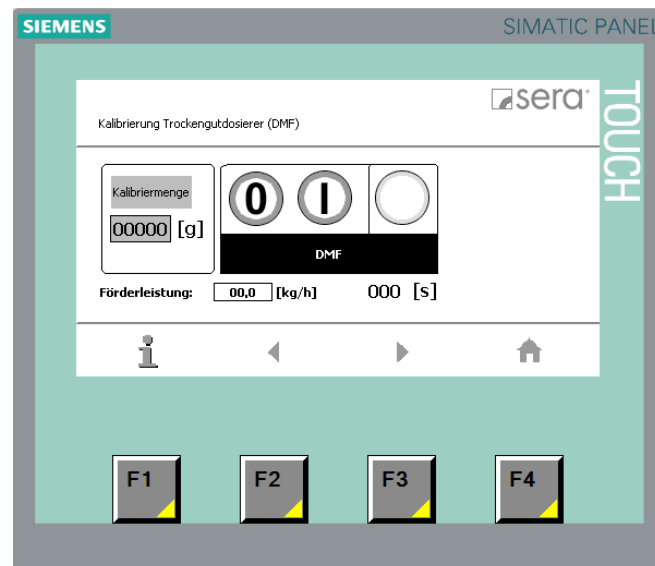 SIEMENS
SIMATIC PANEL
TOUCH
sera
Kalibrierung Trockengutdosierer (DMF)
Kalibriermenge
00000 [g]
0 I
DMF
Förderleistung: 00,0 [kg/h] 000 [s]
i
F1 F2 F3 F4